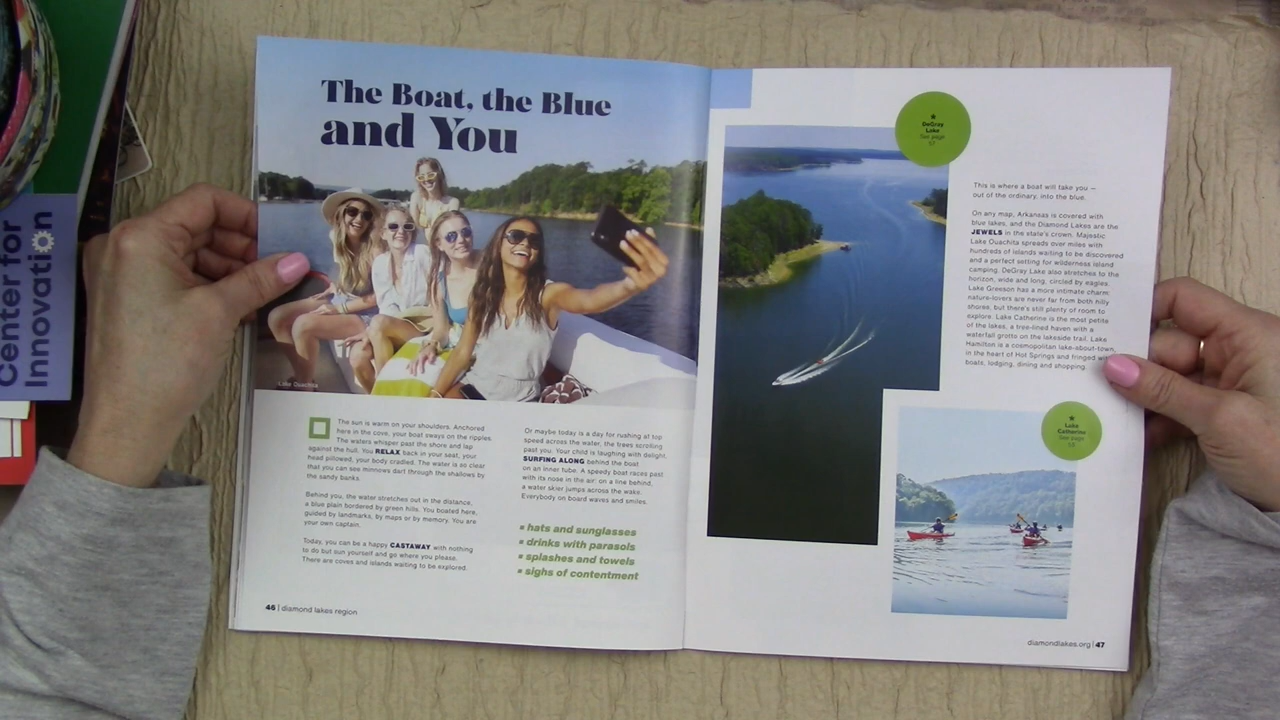 Center for
Innovation
The Boat, the Blue
and You
Lake Ouachita
The sun is warm on your shoulders. Anchored
here in the cove, your boat sways on the ripples.
The waters whisper past the shore and lap
against the hull. You RELAX back in your seat, your
head pillowed, your body cradled. The water is so clear
that you can see minnows dart through the shallows by
the sandy banks.
Behind you, the water stretches out in the distance,
a blue plain bordered by green hills. You boated here,
guided by landmarks, by maps or by memory. You are
your own captain.
Today, you can be a happy CASTAWAY with nothing
to do but sun yourself and go where you please.
There are coves and islands waiting to be explored.
Or maybe today is a day for rushing at top
speed across the water, the trees scrolling
past you. Your child is laughing with delight,
SURFING ALONG behind the boat
on an inner tube. A speedy boat races past
with its nose in the air; on a line behind,
a water skier jumps across the wake.
Everybody on board waves and smiles.
▪ hats and sunglasses
▪ drinks with parasols
▪ splashes and towels
▪ sighs of contentment
46 | diamond lakes region
★
DeGray
Lake
See page
57
This is where a boat will take you —
out of the ordinary, into the blue.
On any map, Arkansas is covered with
blue lakes, and the Diamond Lakes are the
JEWELS in the state's crown. Majestic
Lake Ouachita spreads over miles with
hundreds of islands waiting to be discovered
and a perfect setting for wilderness island
camping. DeGray Lake also stretches to the
horizon, wide and long, circled by eagles.
Lake Greeson has a more intimate charm:
nature-lovers are never far from both hilly
shores, but there's still plenty of room to
explore. Lake Catherine is the most petite
of the lakes, a tree-lined haven with a
waterfall grotto on the lakeside trail. Lake
Hamilton is a cosmopolitan lake-about-town,
in the heart of Hot Springs and fringed with
boats, lodging, dining and shopping.
★
Lake
Catherine
See page
53
diamondlakes.org | 47